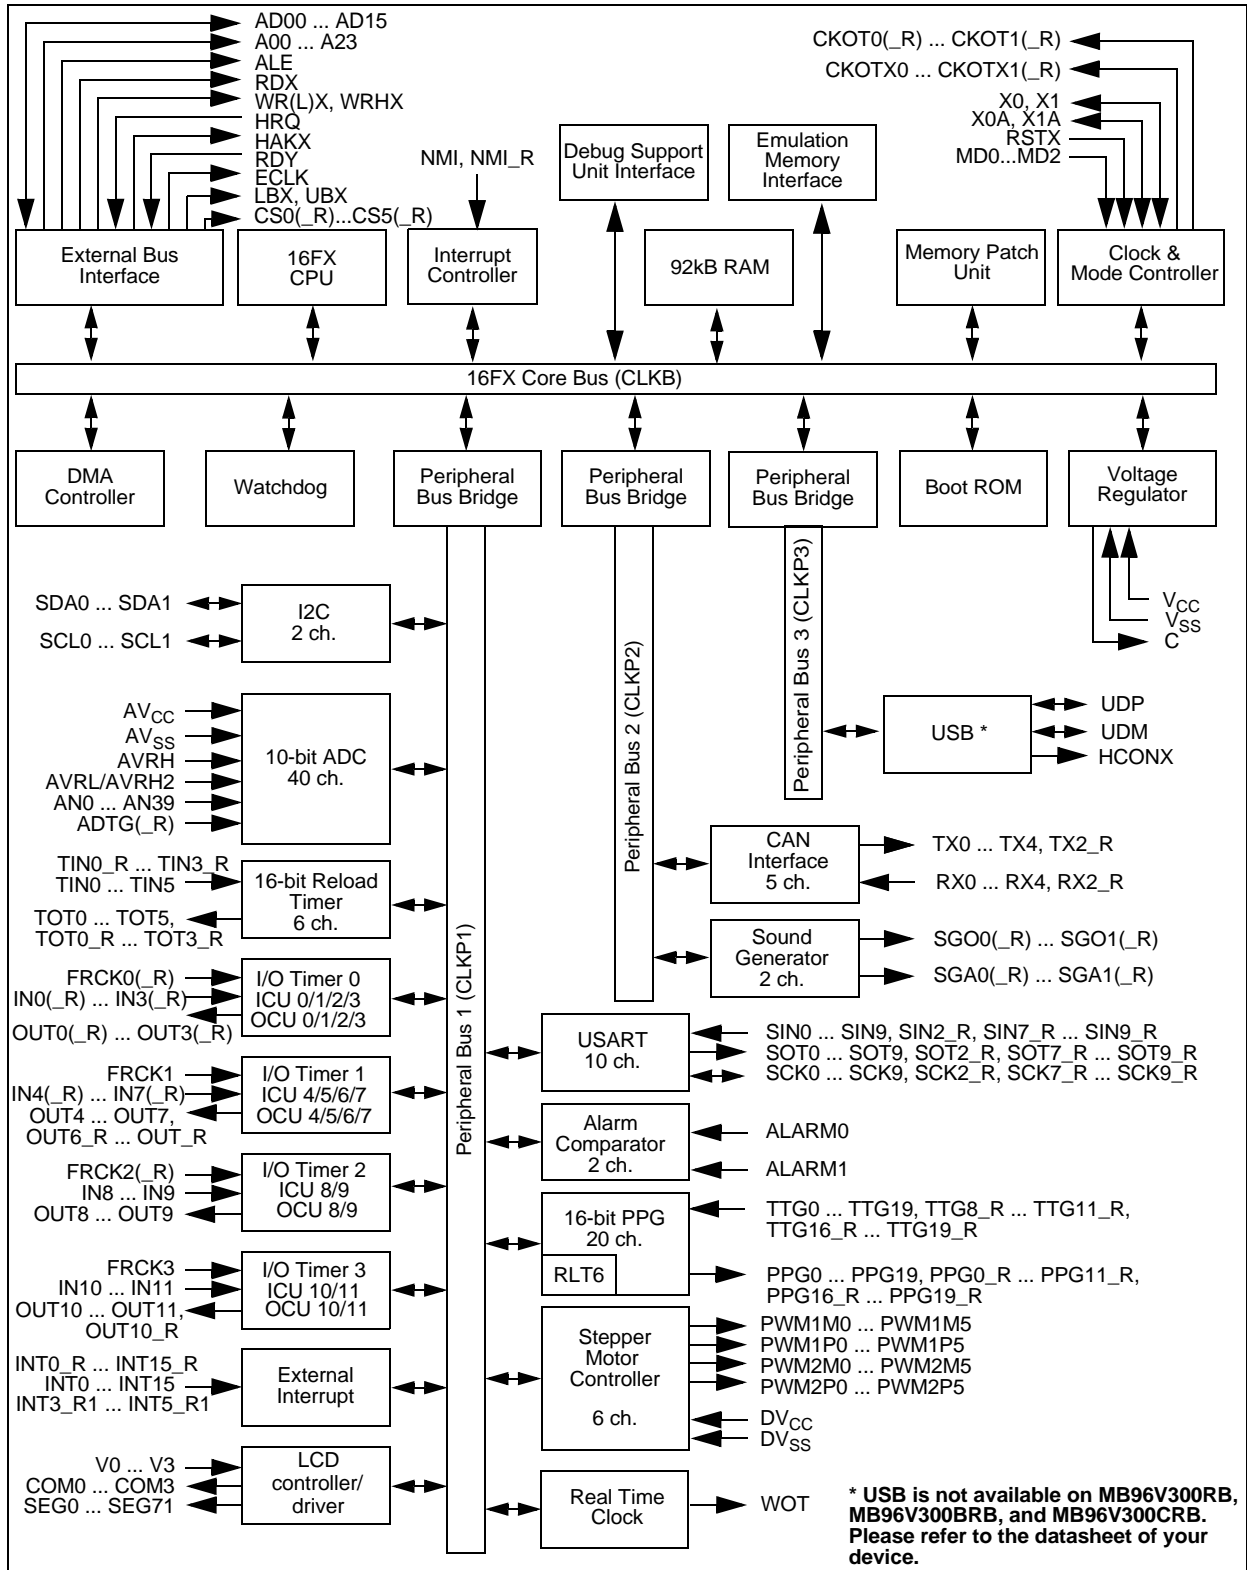 AD00 ... AD15
A00 ... A23
ALE
RDX
WR(L)X, WRHX
HRQ
HAKX
RDY
ECLK
LBX, UBX
CS0(_R)...CS5(_R)
NMI, NMI_R
Debug Support
Unit Interface
Emulation
Memory
Interface
CKOT0(_R) ... CKOT1(_R)
CKOTX0 ... CKOTX1(_R)
X0, X1
X0A, X1A
RSTX
MD0...MD2
External Bus
Interface
16FX
CPU
Interrupt
Controller
92kB RAM
Memory Patch
Unit
Clock &
Mode Controller
16FX Core Bus (CLKB)
DMA
Controller
Watchdog
Peripheral
Bus Bridge
Peripheral
Bus Bridge
Peripheral
Bus Bridge
Boot ROM
Voltage
Regulator
VCC
VSS
C
Peripheral Bus 1 (CLKP1)
Peripheral Bus 2 (CLKP2)
Peripheral Bus 3 (CLKP3)
SDA0 ... SDA1
SCL0 ... SCL1
I2C
2 ch.
AVCC
AVSS
AVRH
AVRL/AVRH2
AN0 ... AN39
ADTG(_R)
10-bit ADC
40 ch.
TIN0_R ... TIN3_R
TIN0 ... TIN5
TOT0 ... TOT5,
TOT0_R ... TOT3_R
16-bit Reload
Timer
6 ch.
FRCK0(_R)
IN0(_R) ... IN3(_R)
OUT0(_R) ... OUT3(_R)
I/O Timer 0
ICU 0/1/2/3
OCU 0/1/2/3
FRCK1
IN4(_R) ... IN7(_R)
OUT4 ... OUT7,
OUT6_R ... OUT_R
I/O Timer 1
ICU 4/5/6/7
OCU 4/5/6/7
FRCK2(_R)
IN8 ... IN9
OUT8 ... OUT9
I/O Timer 2
ICU 8/9
OCU 8/9
FRCK3
IN10 ... IN11
OUT10 ... OUT11,
OUT10_R
I/O Timer 3
ICU 10/11
OCU 10/11
INT0_R ... INT15_R
INT0 ... INT15
INT3_R1 ... INT5_R1
External
Interrupt
V0 ... V3
COM0 ... COM3
SEG0 ... SEG71
LCD
controller/
driver
USB *
UDP
UDM
HCONX
CAN
Interface
5 ch.
TX0 ... TX4, TX2_R
RX0 ... RX4, RX2_R
Sound
Generator
2 ch.
SGO0(_R) ... SGO1(_R)
SGA0(_R) ... SGA1(_R)
USART
10 ch.
SIN0 ... SIN9, SIN2_R, SIN7_R ... SIN9_R
SOT0 ... SOT9, SOT2_R, SOT7_R ... SOT9_R
SCK0 ... SCK9, SCK2_R, SCK7_R ... SCK9_R
Alarm
Comparator
2 ch.
ALARM0
ALARM1
16-bit PPG
20 ch.
RLT6
TTG0 ... TTG19, TTG8_R ... TTG11_R,
TTG16_R ... TTG19_R
PPG0 ... PPG19, PPG0_R ... PPG11_R,
PPG16_R ... PPG19_R
Stepper
Motor
Controller
6 ch.
PWM1M0 ... PWM1M5
PWM1P0 ... PWM1P5
PWM2M0 ... PWM2M5
PWM2P0 ... PWM2P5
DVCC
DVSS
Real Time
Clock
WOT
* USB is not available on MB96V300RB,
MB96V300BRB, and MB96V300CRB.
Please refer to the datasheet of your
device.